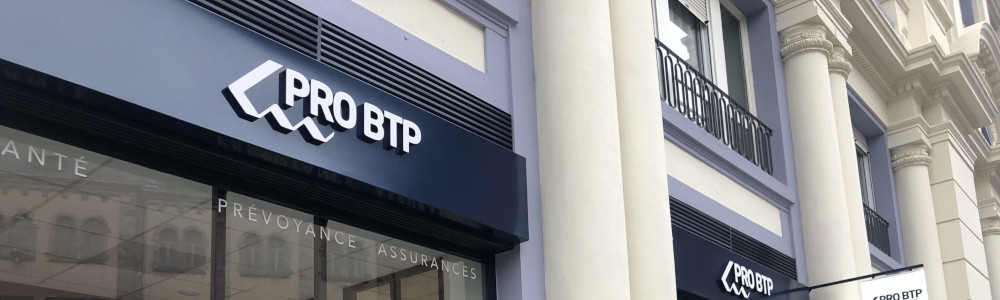 PRO BTP
ANTÉ
PRÉVOYANCE ASSURANCES
PRO BTP
PRO BTP